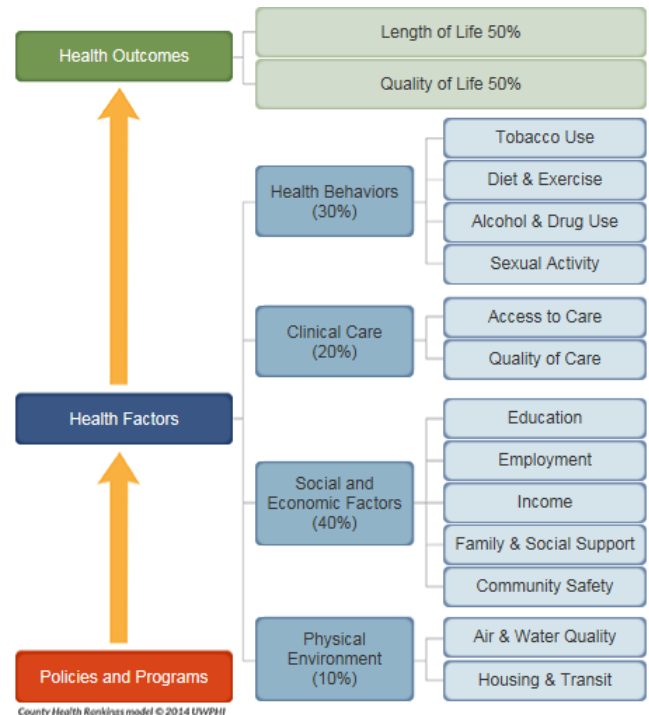 Health Outcomes
Length of Life 50%
Quality of Life 50%
Health Behaviors
(30%)
Tobacco Use
Diet & Exercise
Alcohol & Drug Use
Sexual Activity
Clinical Care
(20%)
Access to Care
Quality of Care
Health Factors
Social and
Economic Factors
(40%)
Education
Employment
Income
Family & Social Support
Community Safety
Physical
Environment
(10%)
Air & Water Quality
Housing & Transit
Policies and Programs
County Health Rankings model © 2014 UWPHI